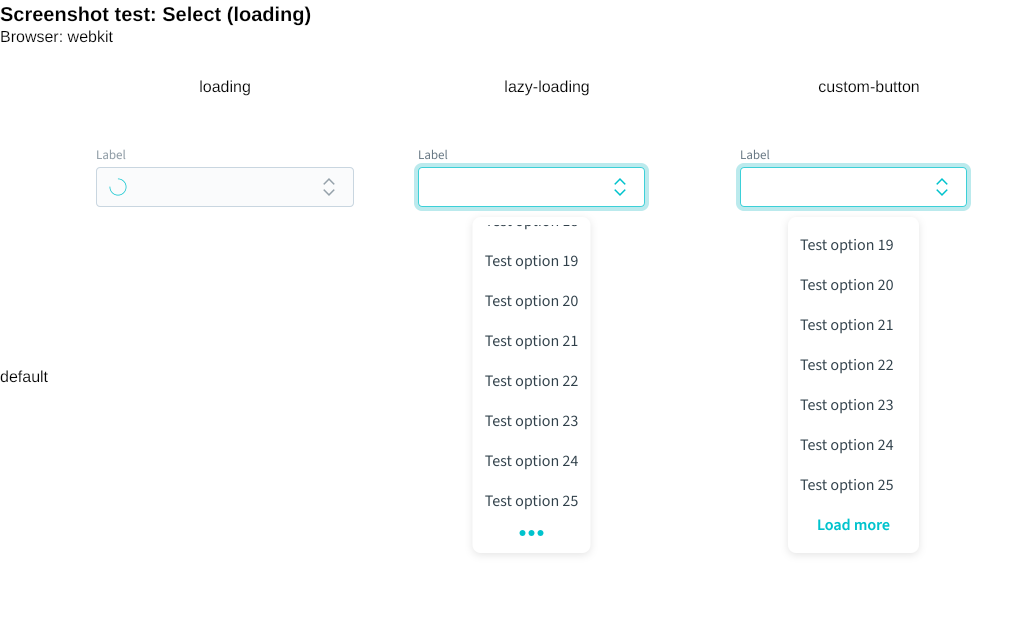 Screenshot test: Select (loading)
Browser: webkit
loading
lazy-loading
custom-button
Label
Label
Label
default
Test option 19
Test option 20
Test option 21
Test option 22
Test option 23
Test option 24
Test option 25
Test option 19
Test option 20
Test option 21
Test option 22
Test option 23
Test option 24
Test option 25
Load more